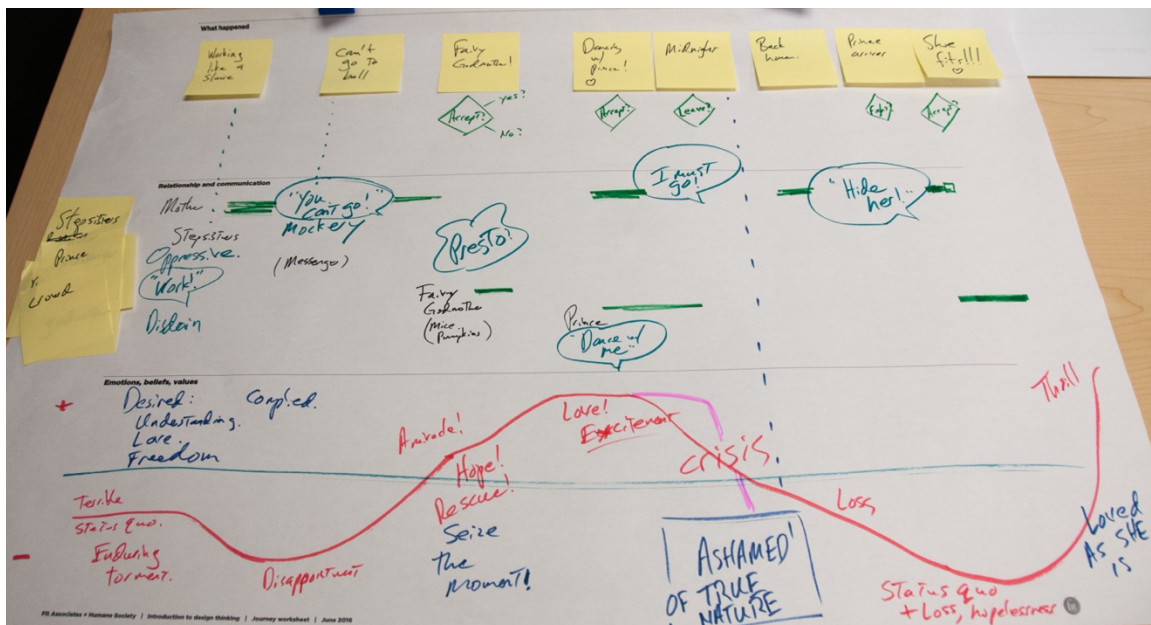 What happened
Working
like a
slave
Can't
go to
ball
Fairy
Godmother!
Dancing
w/
Prince!
Midnight
Back
home.
Prince
arrives
She
fits!!!
Accept?
Yes?
No?
Accept?
Leave?
Accept?
Relationship and communication
Mother
"You
can't go!"
Mockery
(Messenger)
I must
go!
"Hide
her!"
Stepsisters
Prince
Crowd
Stepsisters
Oppressive.
"Work!"
Disdain
Presto!
Fairy
Godmother
(Mice
Pumpkins)
Prince
"Dance w/
me"
Emotions, beliefs, values
+
Desired:
Understanding.
Love.
Freedom
Love!
Excitement
crisis
Thrill
Hope!
Rescue!
Seize
the
moment!
Terrible
Status quo.
Enduring
torment.
-
Disappointment
Loss,
ASHAMED
OF TRUE
NATURE
Status quo
+ Loss, hopelessness
Loved
As SHE
is
Fit Associates + Humane Society | Introduction to design thinking | Journey worksheet | June 2016